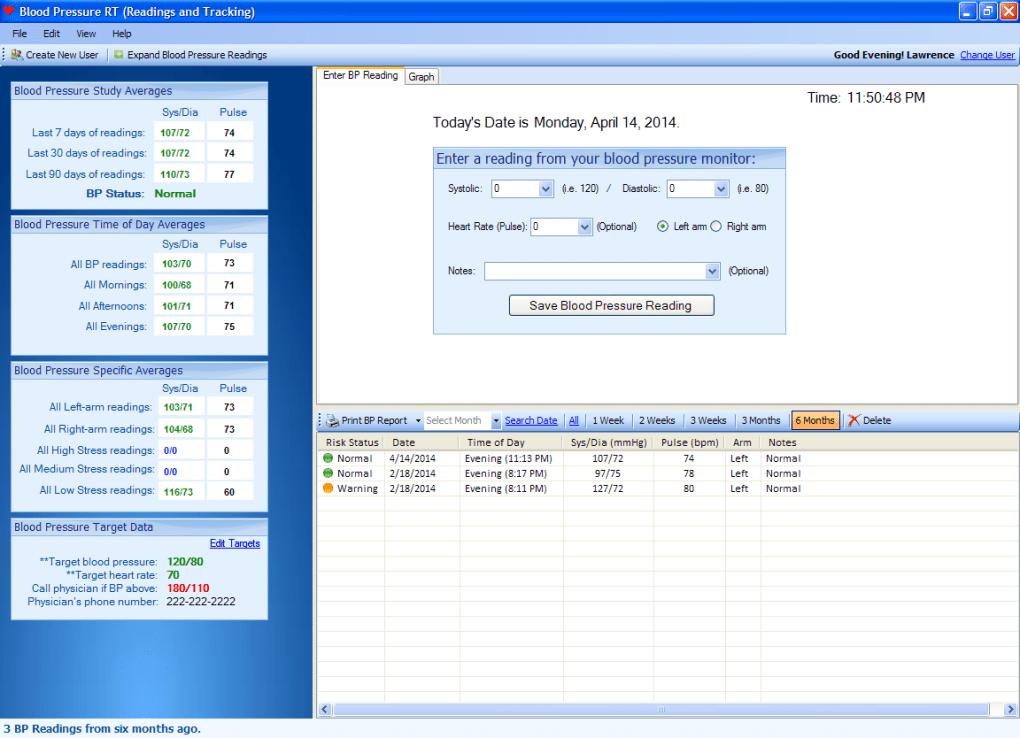 Blood Pressure RT (Readings and Tracking)
File Edit View Help
Create New User Expand Blood Pressure Readings Good Evening! Lawrence Change User
Blood Pressure Study Averages
Sys/Dia Pulse
Last 7 days of readings: 107/72 74
Last 30 days of readings: 107/72 74
Last 90 days of readings: 110/73 77
BP Status: Normal
Blood Pressure Time of Day Averages
Sys/Dia Pulse
All BP readings: 103/70 73
All Mornings: 100/68 71
All Afternoons: 101/71 71
All Evenings: 107/70 75
Blood Pressure Specific Averages
Sys/Dia Pulse
All Left-arm readings: 103/71 73
All Right-arm readings: 104/68 73
All High Stress readings: 0/0 0
All Medium Stress readings: 0/0 0
All Low Stress readings: 116/73 60
Blood Pressure Target Data
Edit Targets
**Target blood pressure: 120/80
**Target heart rate: 70
Call physician if BP above: 180/110
Physician's phone number: 222-222-2222
Enter BP Reading Graph
Time: 11:50:48 PM
Today's Date is Monday, April 14, 2014.
Enter a reading from your blood pressure monitor:
Systolic: 0 (i.e. 120) / Diastolic: 0 (i.e. 80)
Heart Rate (Pulse): 0 (Optional) Left arm Right arm
Notes: (Optional)
Save Blood Pressure Reading
Print BP Report Select Month Search Date All 1 Week 2 Weeks 3 Weeks 3 Months 6 Months Delete
Risk Status Date Time of Day Sys/Dia (mmHg) Pulse (bpm) Arm Notes
Normal 4/14/2014 Evening (11:13 PM) 107/72 74 Left Normal
Normal 2/18/2014 Evening (8:17 PM) 97/75 78 Left Normal
Warning 2/18/2014 Evening (8:11 PM) 127/72 80 Left Normal
3 BP Readings from six months ago.